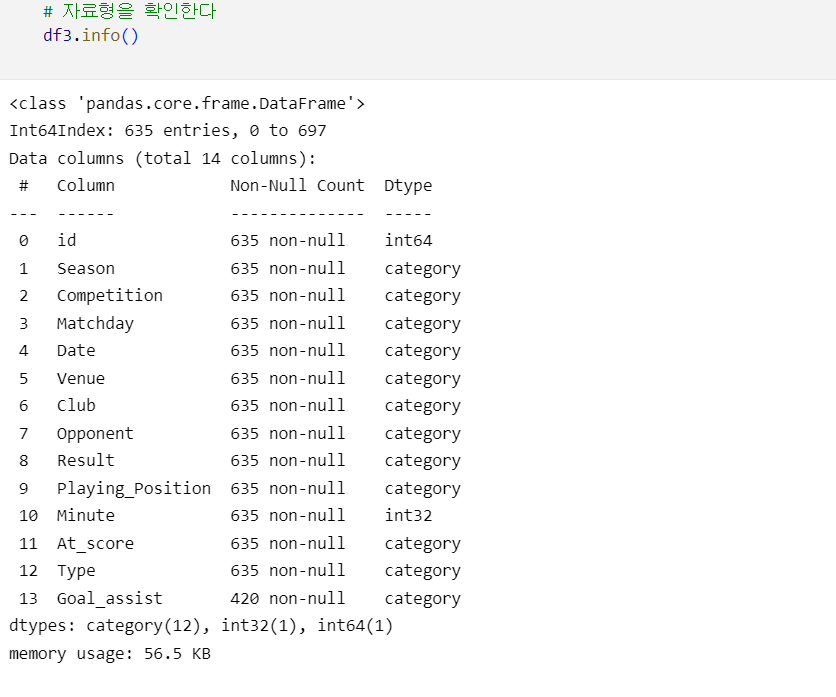 # 자료형을 확인한다
df3.info()
<class 'pandas.core.frame.DataFrame'>
Int64Index: 635 entries, 0 to 697
Data columns (total 14 columns):
 #   Column            Non-Null Count  Dtype
---  ------            --------------  -----
 0   id                635 non-null    int64
 1   Season            635 non-null    category
 2   Competition       635 non-null    category
 3   Matchday          635 non-null    category
 4   Date              635 non-null    category
 5   Venue             635 non-null    category
 6   Club              635 non-null    category
 7   Opponent          635 non-null    category
 8   Result            635 non-null    category
 9   Playing_Position  635 non-null    category
 10  Minute            635 non-null    int32
 11  At_score          635 non-null    category
 12  Type              635 non-null    category
 13  Goal_assist       420 non-null    category
dtypes: category(12), int32(1), int64(1)
memory usage: 56.5 KB